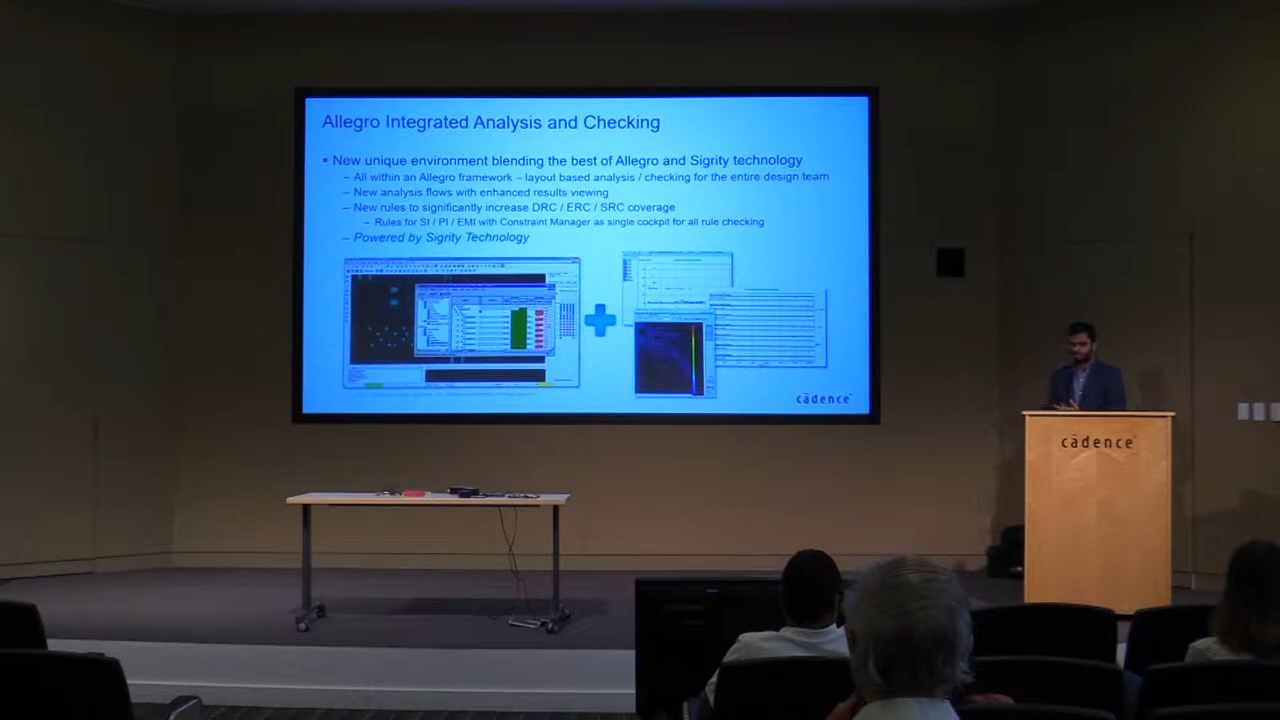 Allegro Integrated Analysis and Checking
▪ New unique environment blending the best of Allegro and Sigrity technology
– All within an Allegro framework – layout based analysis / checking for the entire design team
– New analysis flows with enhanced results viewing
– New rules to significantly increase DRC / ERC / SRC coverage
– Rules for SI / PI / EMI with Constraint Manager as single cockpit for all rule checking
– Powered by Sigrity Technology
cādence
cādence